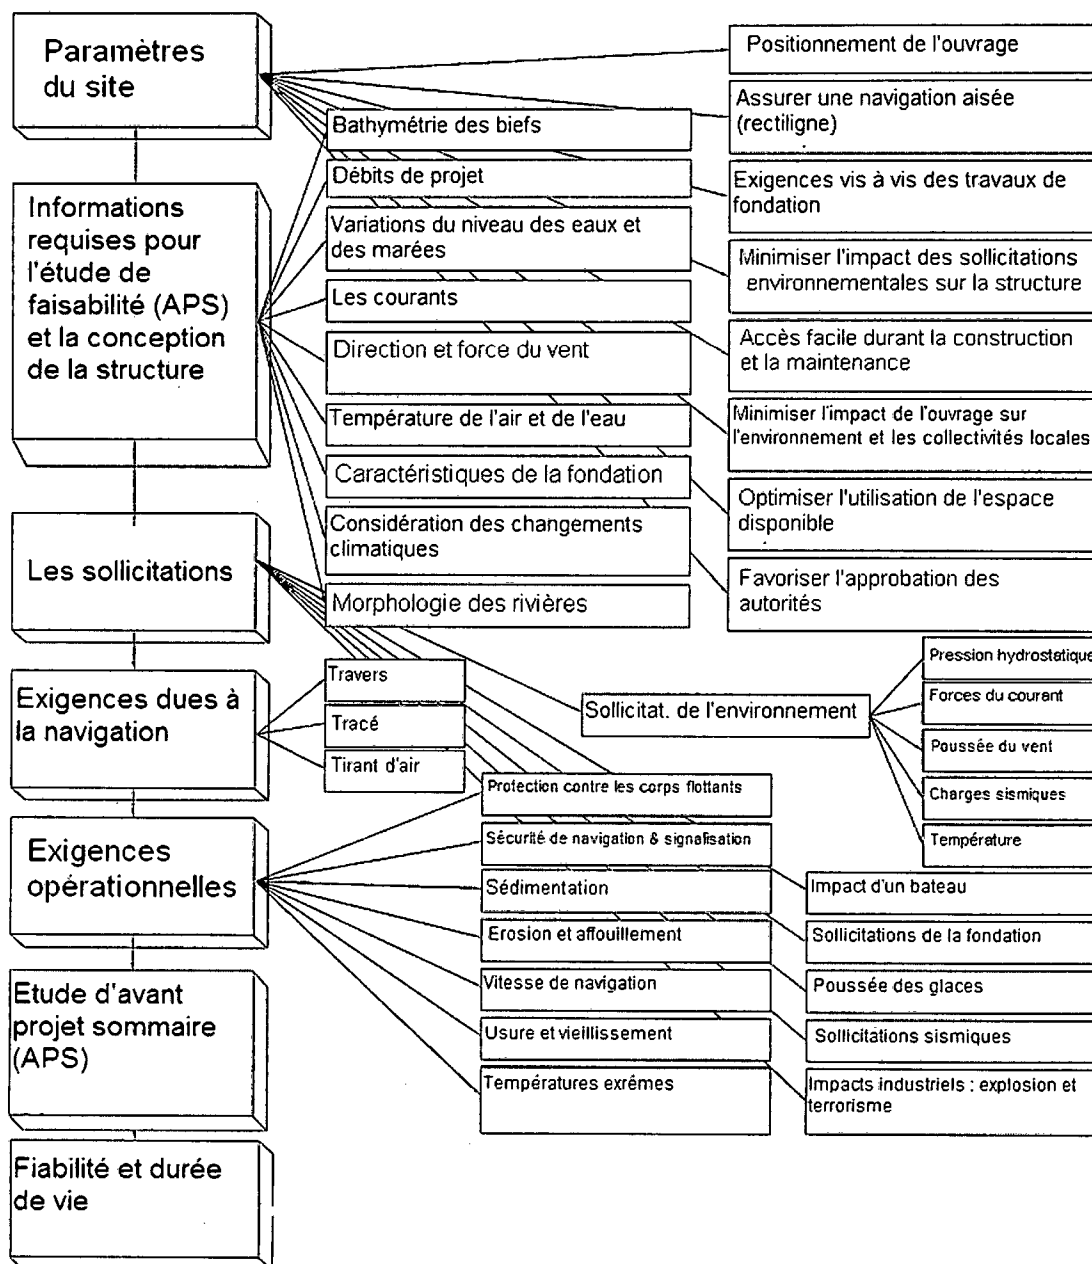 Paramètres
du site
Positionnement de l'ouvrage
Assurer une navigation aisée
(rectiligne)
Exigences vis à vis des travaux de
fondation
Minimiser l'impact des sollicitations
environnementales sur la structure
Accès facile durant la construction
et la maintenance
Minimiser l'impact de l'ouvrage sur
l'environnement et les collectivités locales
Optimiser l'utilisation de l'espace
disponible
Favoriser l'approbation des
autorités
Informations
requises pour
l'étude de
faisabilité (APS)
et la conception
de la structure
Bathymétrie des biefs
Débits de projet
Variations du niveau des eaux et
des marées
Les courants
Direction et force du vent
Température de l'air et de l'eau
Caractéristiques de la fondation
Considération des changements
climatiques
Morphologie des rivières
Les sollicitations
Sollicitat. de l'environnement
Pression hydrostatique
Forces du courant
Poussée du vent
Charges sismiques
Température
Impact d'un bateau
Sollicitations de la fondation
Poussée des glaces
Sollicitations sismiques
Impacts industriels : explosion et
terrorisme
Exigences dues à
la navigation
Travers
Tracé
Tirant d'air
Exigences
opérationnelles
Protection contre les corps flottants
Sécurité de navigation & signalisation
Sédimentation
Erosion et affouillement
Vitesse de navigation
Usure et vieillissement
Températures exrêmes
Etude d'avant
projet sommaire
(APS)
Fiabilité et durée
de vie